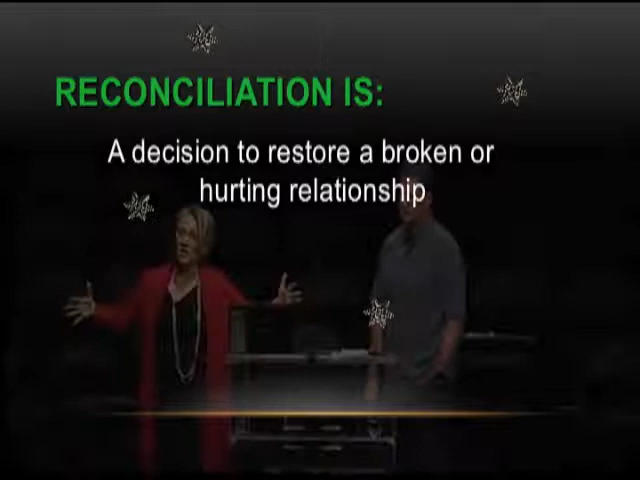 RECONCILIATION IS:
A decision to restore a broken or
hurting relationship